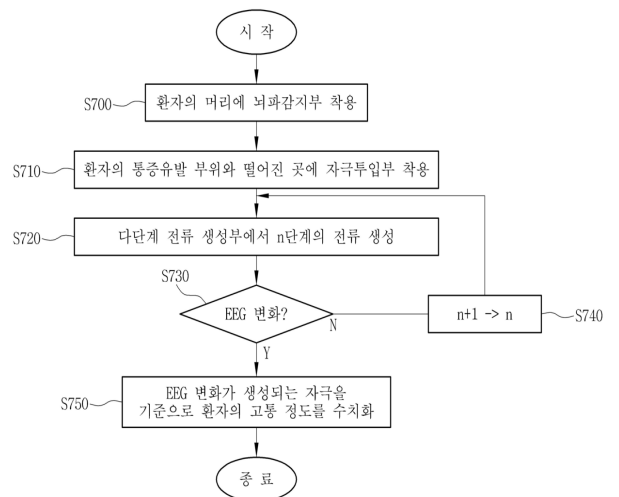 시 작
S700
환자의 머리에 뇌파감지부 착용
S710
환자의 통증유발 부위와 떨어진 곳에 자극투입부 착용
S720
다단계 전류 생성부에서 n단계의 전류 생성
S730
EEG 변화?
N
n+1 -> n
S740
Y
S750
EEG 변화가 생성되는 자극을
기준으로 환자의 고통 정도를 수치화
종 료